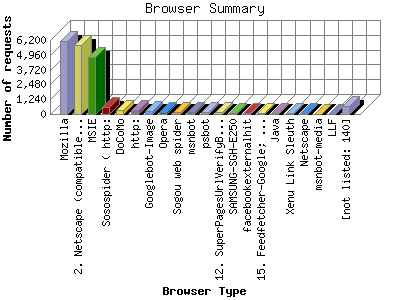 Browser Summary
Number of requests
6,200
4,960
3,720
2,480
1,240
0
Mozilla
2. Netscape (compatible...
MSIE
Sosospider ( http:
DoCoMo
http:
Googlebot-Image
Opera
Sogou web spider
msnbot
psbot
12. SuperPagesUrlVerifyB...
SAMSUNG-SGH-E250
facebookexternalhit
15. Feedfetcher-Google; ...
Java
Xenu Link Sleuth
Netscape
msnbot-media
LLF
[not listed: 140]
Browser Type